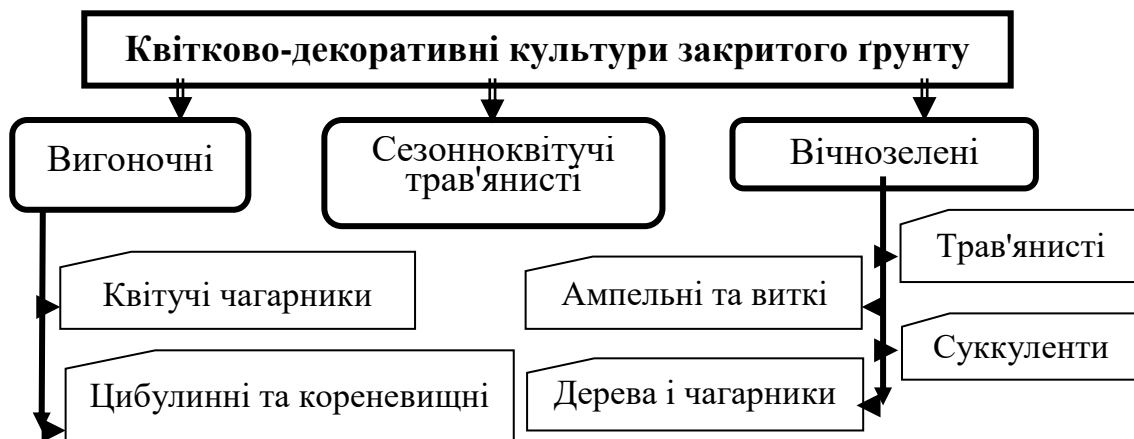 Квітково-декоративні культури закритого ґрунту
Вигоночні
Сезонноквітучі
трав'янисті
Вічнозелені
Квітучі чагарники
Цибулинні та кореневищні
Ампельні та виткі
Дерева і чагарники
Трав'янисті
Суккуленти